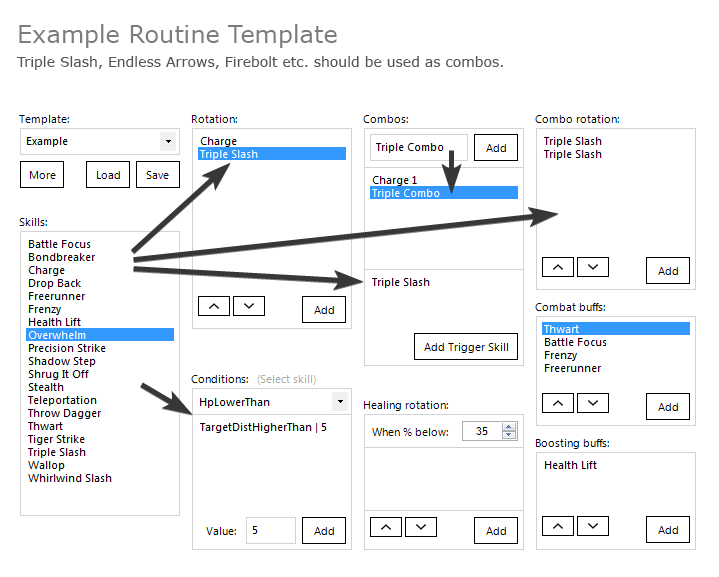 Example Routine Template
Triple Slash, Endless Arrows, Firebolt etc. should be used as combos.
Template:
Example
More
Load
Save
Skills:
Battle Focus
Bondbreaker
Charge
Drop Back
Freerunner
Frenzy
Health Lift
Overwhelm
Precision Strike
Shadow Step
Shrug It Off
Stealth
Teleportation
Throw Dagger
Thwart
Tiger Strike
Triple Slash
Wallop
Whirlwind Slash
Rotation:
Charge
Triple Slash
Add
Conditions: (Select skill)
HpLowerThan
TargetDistHigherThan | 5
Value: 5
Add
Combos:
Triple Combo
Add
Charge 1
Triple Combo
Triple Slash
Add Trigger Skill
Healing rotation:
When % below: 35
Add
Combo rotation:
Triple Slash
Triple Slash
Add
Combat buffs:
Thwart
Battle Focus
Frenzy
Freerunner
Add
Boosting buffs:
Health Lift
Add